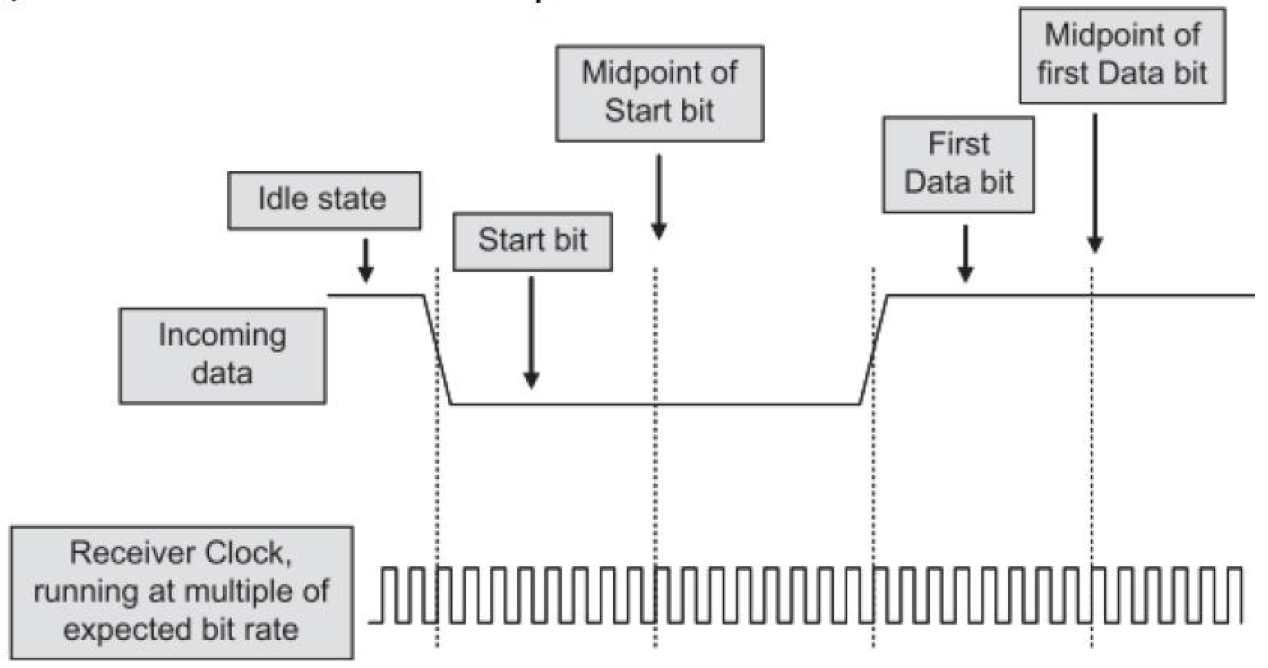 Midpoint of
first Data bit
Midpoint of
Start bit
First
Data bit
Idle state
Start bit
Incoming
data
Receiver Clock,
running at multiple of
expected bit rate